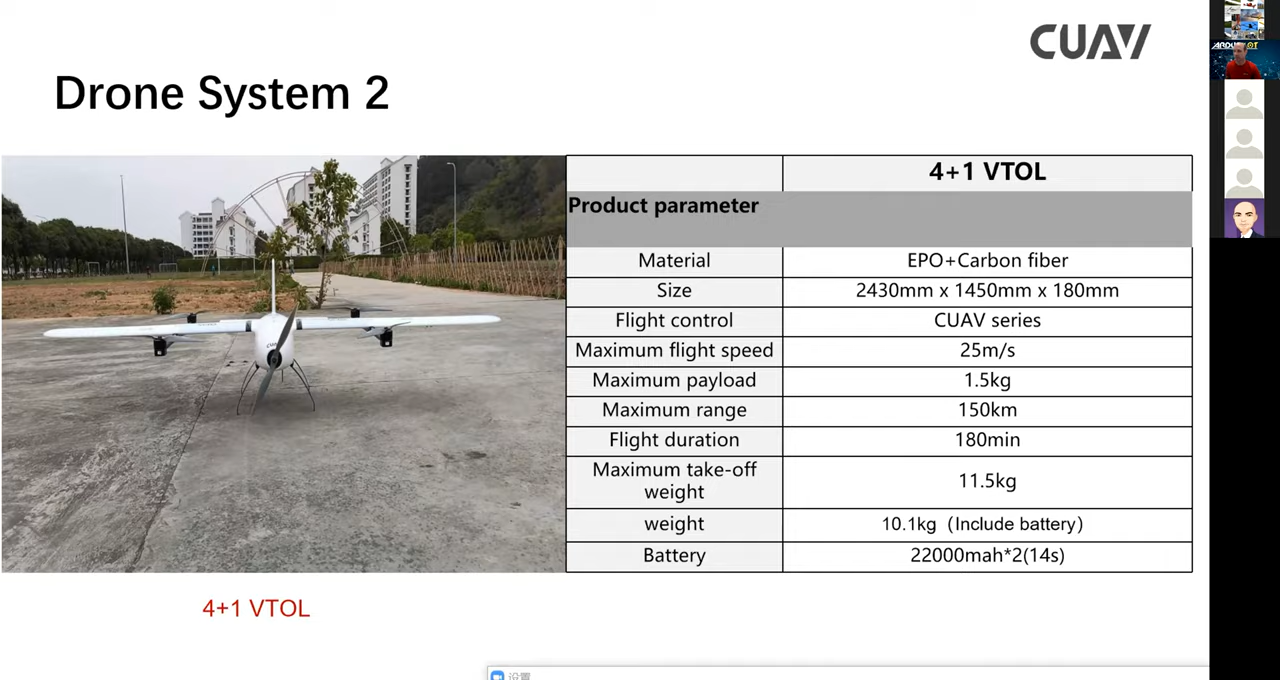 CUAV
Drone System 2
4+1 VTOL
Product parameter
Material EPO+Carbon fiber
Size 2430mm x 1450mm x 180mm
Flight control CUAV series
Maximum flight speed 25m/s
Maximum payload 1.5kg
Maximum range 150km
Flight duration 180min
Maximum take-off
weight 11.5kg
weight 10.1kg（Include battery）
Battery 22000mah*2(14s)
4+1 VTOL
设置